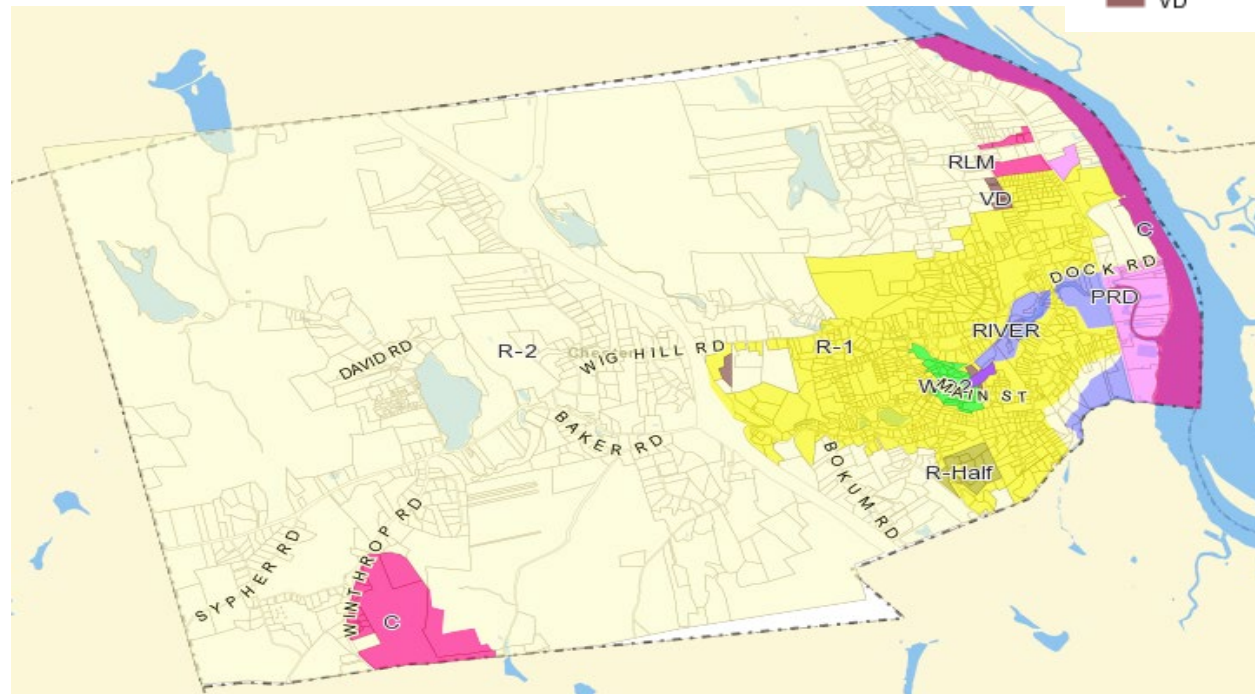 VD
RLM
VD
C
DOCK RD
PRD
RIVER
R-1
R-2
WIG HILL RD
DAVID RD
MAIN ST
BAKER RD
BOKUM RD
R-Half
WINTHROP RD
SYPHER RD
C